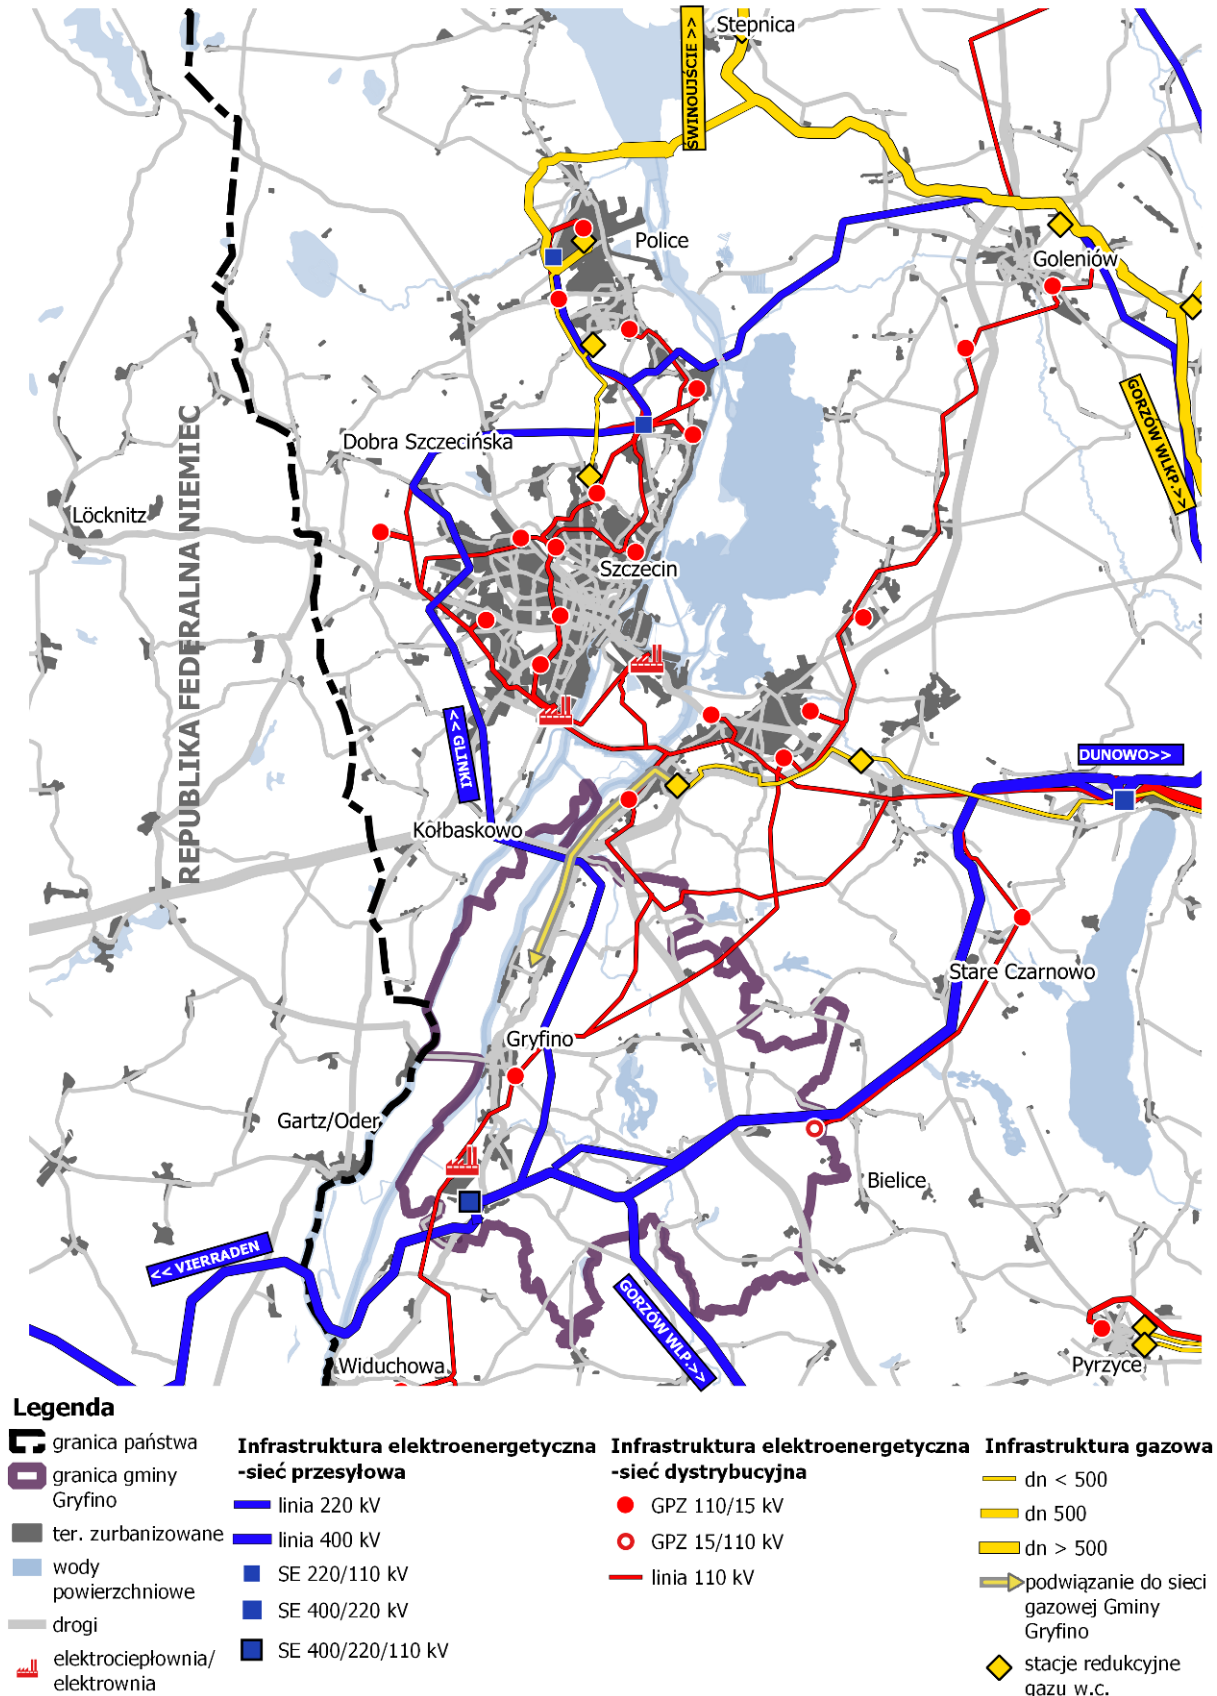 Stepnica
ŚWINOUJŚCIE >>
Police
Goleniów
GORZÓW WLKP.>>
Dobra Szczecińska
Löcknitz
REPUBLIKA FEDERALNA NIEMIEC
Szczecin
<< GLINKI
DUNOWO>>
Kołbaskowo
Stare Czarnowo
Gryfino
Gartz/Oder
Bielice
<< VIERRADEN
GORZÓW WLP.>>
Widuchowa
Pyrzyce
Legenda
granica państwa
granica gminy
Gryfino
ter. zurbanizowane
wody
powierzchniowe
drogi
elektrociepłownia/
elektrownia
Infrastruktura elektroenergetyczna
-sieć przesyłowa
linia 220 kV
linia 400 kV
SE 220/110 kV
SE 400/220 kV
SE 400/220/110 kV
Infrastruktura elektroenergetyczna
-sieć dystrybucyjna
GPZ 110/15 kV
GPZ 15/110 kV
linia 110 kV
Infrastruktura gazowa
dn < 500
dn 500
dn > 500
podwiązanie do sieci
gazowej Gminy
Gryfino
stacje redukcyjne
gazu w.c.